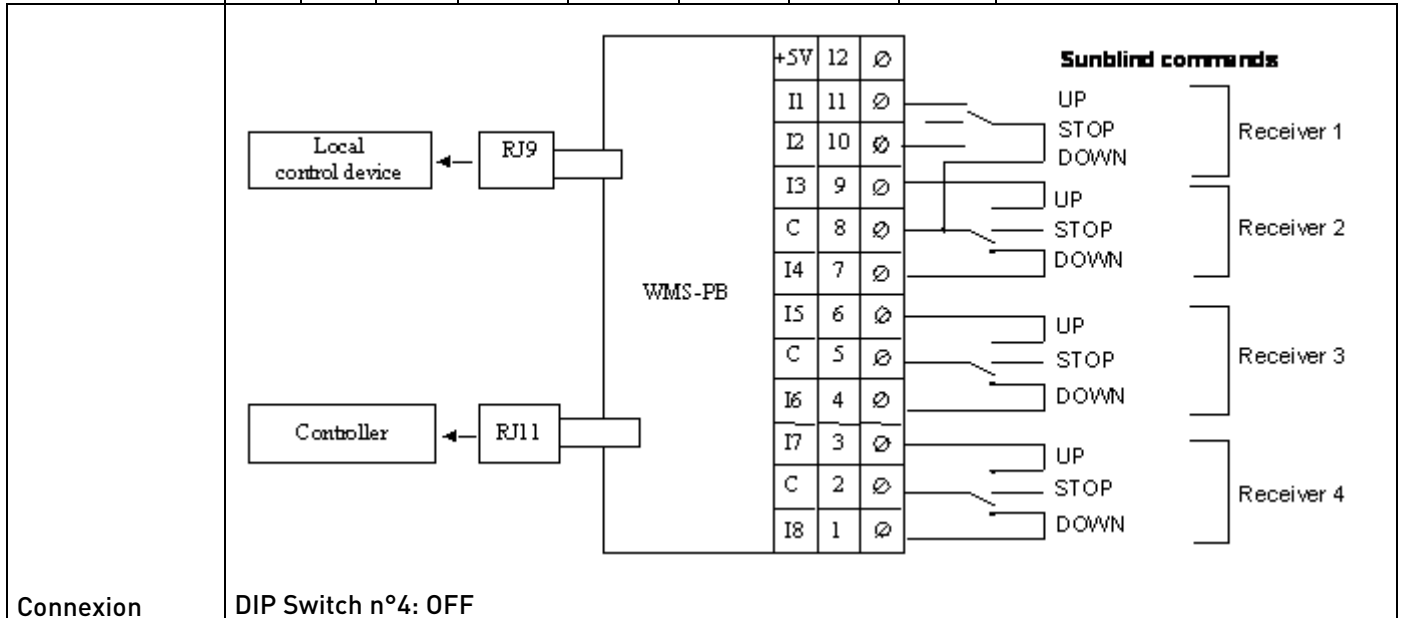 Sunblind commands
+5V 12 Ø
I1 11 Ø
I2 10 Ø
I3 9 Ø
C 8 Ø
I4 7 Ø
I5 6 Ø
C 5 Ø
I6 4 Ø
I7 3 Ø
C 2 Ø
I8 1 Ø
WMS-PB
Local
control device
RJ9
Controller
RJ11
UP
STOP
DOWN
Receiver 1
UP
STOP
DOWN
Receiver 2
UP
STOP
DOWN
Receiver 3
UP
STOP
DOWN
Receiver 4
Connexion
DIP Switch n°4: OFF